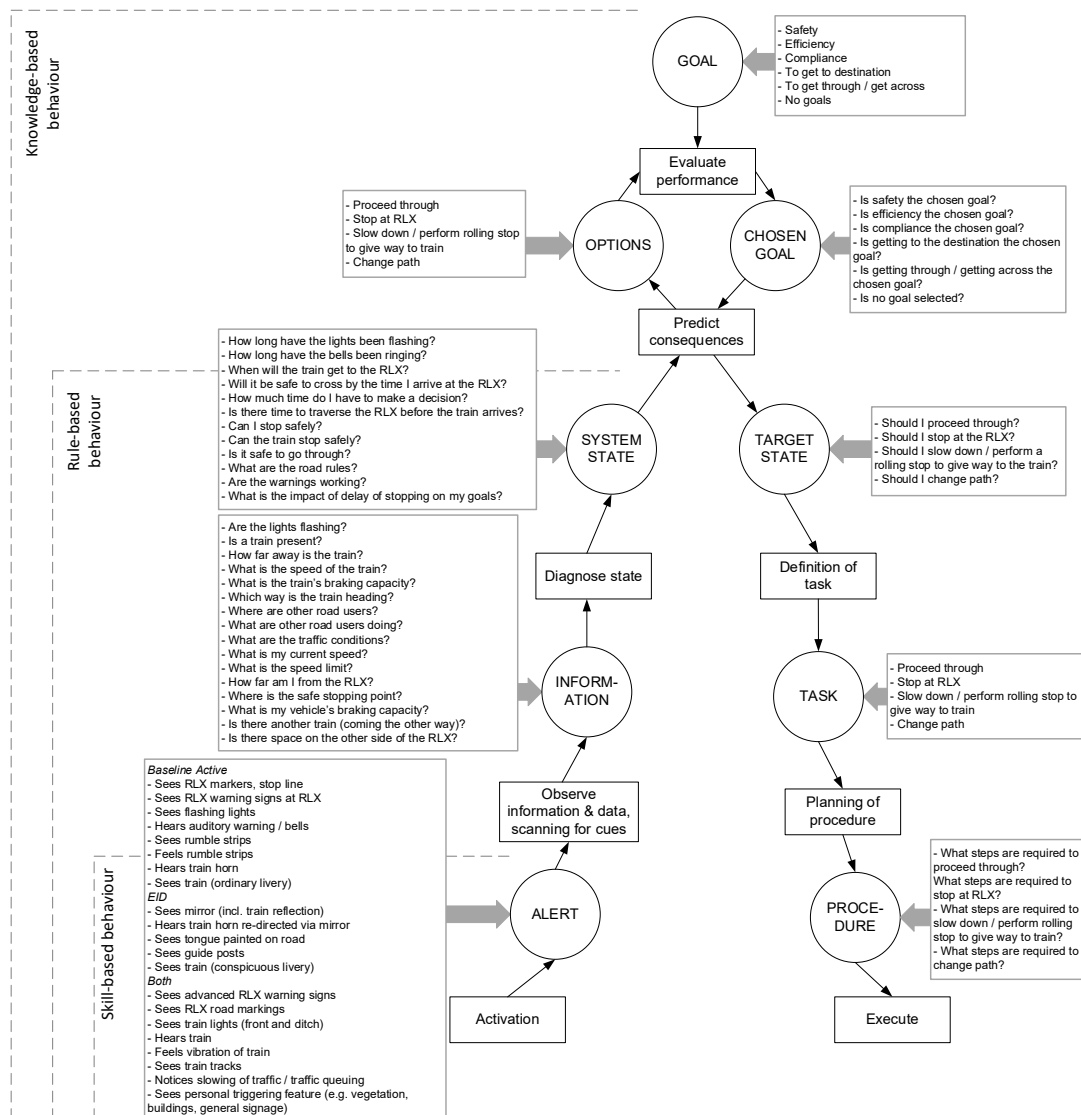 Knowledge-based
behaviour
GOAL
- Safety
- Efficiency
- Compliance
- To get to destination
- To get through / get across
- No goals
Evaluate
performance
- Proceed through
- Stop at RLX
- Slow down / perform rolling stop
to give way to train
- Change path
OPTIONS
CHOSEN
GOAL
- Is safety the chosen goal?
- Is efficiency the chosen goal?
- Is compliance the chosen goal?
- Is getting to the destination the chosen
goal?
- Is getting through / getting across the
chosen goal?
- Is no goal selected?
Predict
consequences
Rule-based
behaviour
- How long have the lights been flashing?
- How long have the bells been ringing?
- When will the train get to the RLX?
- Will it be safe to cross by the time I arrive at the RLX?
- How much time do I have to make a decision?
- Is there time to traverse the RLX before the train arrives?
- Can I stop safely?
- Can the train stop safely?
- Is it safe to go through?
- What are the road rules?
- Are the warnings working?
- What is the impact of delay of stopping on my goals?
SYSTEM
STATE
TARGET
STATE
- Should I proceed through?
- Should I stop at the RLX?
- Should I slow down / perform a
rolling stop to give way to the train?
- Should I change path?
- Are the lights flashing?
- Is a train present?
- How far away is the train?
- What is the speed of the train?
- What is the train's braking capacity?
- Which way is the train heading?
- Where are other road users?
- What are other road users doing?
- What are the traffic conditions?
- What is my current speed?
- What is the speed limit?
- How far am I from the RLX?
- Where is the safe stopping point?
- What is my vehicle's braking capacity?
- Is there another train (coming the other way)?
- Is there space on the other side of the RLX?
Diagnose state
Definition of
task
INFORM-
ATION
TASK
- Proceed through
- Stop at RLX
- Slow down / perform rolling stop to
give way to train
- Change path
Observe
information & data,
scanning for cues
Planning of
procedure
Skill-based behaviour
Baseline Active
- Sees RLX markers, stop line
- Sees RLX warning signs at RLX
- Sees flashing lights
- Hears auditory warning / bells
- Sees rumble strips
- Feels rumble strips
- Hears train horn
- Sees train (ordinary livery)
EID
- Sees mirror (incl. train reflection)
- Hears train horn re-directed via mirror
- Sees tongue painted on road
- Sees guide posts
- Sees train (conspicuous livery)
Both
- Sees advanced RLX warning signs
- Sees RLX road markings
- Sees train lights (front and ditch)
- Hears train
- Feels vibration of train
- Sees train tracks
- Notices slowing of traffic / traffic queuing
- Sees personal triggering feature (e.g. vegetation,
buildings, general signage)
ALERT
PROCE-
DURE
- What steps are required to
proceed through?
What steps are required to
stop at RLX?
- What steps are required to
slow down / perform rolling
stop to give way to train?
- What steps are required to
change path?
Activation
Execute